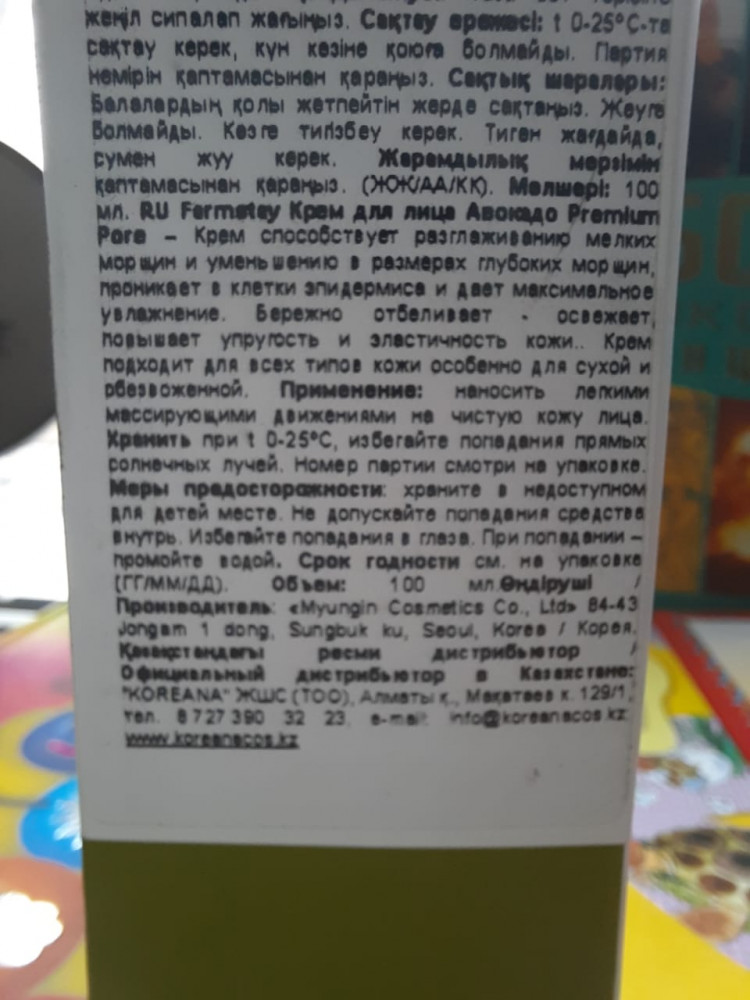 жеңіл сипалап жағыңыз. Сақтау ережесі: t 0-25°С-та
сақтау керек, күн көзіне қоюға болмайды. Партия
нөмірін қаптамасынан қараңыз. Сақтық шаралары:
Балалардың қолы жетпейтін жерде сақтаңыз. Жеуге
болмайды. Көзге тигізбеу керек. Тиген жағдайда,
сумен жуу керек. Жарамдылық мерзімін
қаптамасынан қараңыз. (ЖЖ/АА/КК). Мөлшері: 100
мл. RU Fermatey Крем для лица Авокадо Premium
Pore – Крем способствует разглаживанию мелких
морщин и уменьшению в размерах глубоких морщин,
проникает в клетки эпидермиса и дает максимальное
увлажнение. Бережно отбеливает - освежает,
повышает упругость и эластичность кожи.. Крем
подходит для всех типов кожи особенно для сухой и
обезвоженной. Применение: наносить легкими
массирующими движениями на чистую кожу лица.
Хранить при t 0-25°С, избегайте попадания прямых
солнечных лучей. Номер партии смотри на упаковке.
Меры предосторожности: храните в недоступном
для детей месте. Не допускайте попадания средства
внутрь. Избегайте попадания в глаза. При попадании –
промойте водой. Срок годности см. на упаковке
(ГГ/ММ/ДД). Объем: 100 мл.Өндіруші /
Производитель: «Myungin Cosmetics Co., Ltd» 84-43
Jongam 1 dong, Sungbuk ku, Seoul, Korea / Корея.
Қазақстандағы ресми дистрибьютор /
Официальный дистрибьютор в Казахстане:
"KOREANA" ЖШС (ТОО), Алматы қ., Мақатаев к. 129/1,
тел. 8 727 390 32 23, e-mail: info@koreanacos.kz
www.koreanacos.kz